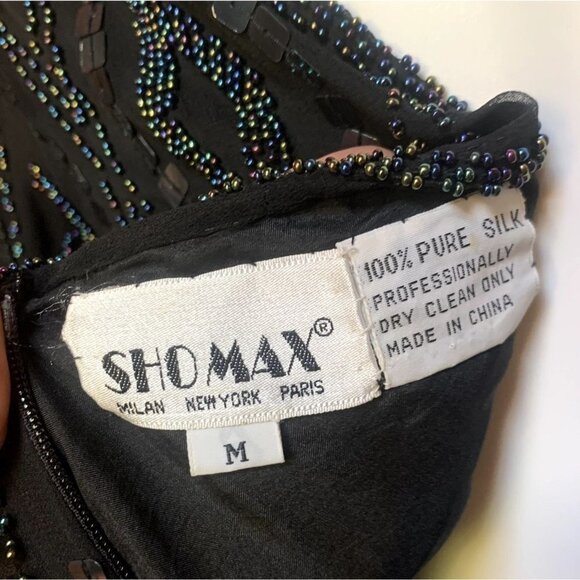 SHOMAX®
MILAN NEW YORK PARIS
M
100% PURE SILK
PROFESSIONALLY
DRY CLEAN ONLY
MADE IN CHINA